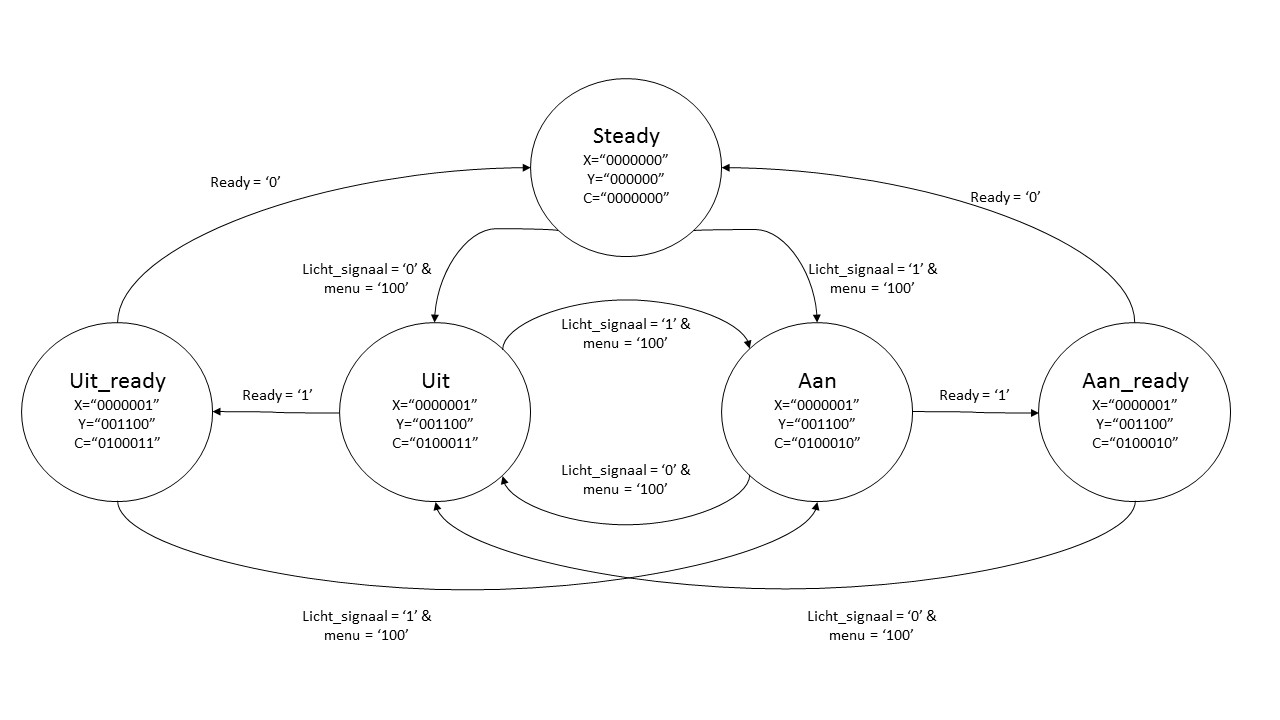 Steady
X=“0000000”
Y=“000000”
C=“0000000”
Ready = ‘0’
Ready = ‘0’
Licht_signaal = ‘0’ &
menu = ‘100’
Licht_signaal = ‘1’ &
menu = ‘100’
Licht_signaal = ‘1’ &
menu = ‘100’
Uit_ready
X=“0000001”
Y=“001100”
C=“0100011”
Ready = ‘1’
Uit
X=“0000001”
Y=“001100”
C=“0100011”
Aan
X=“0000001”
Y=“001100”
C=“0100010”
Ready = ‘1’
Aan_ready
X=“0000001”
Y=“001100”
C=“0100010”
Licht_signaal = ‘0’ &
menu = ‘100’
Licht_signaal = ‘1’ &
menu = ‘100’
Licht_signaal = ‘0’ &
menu = ‘100’